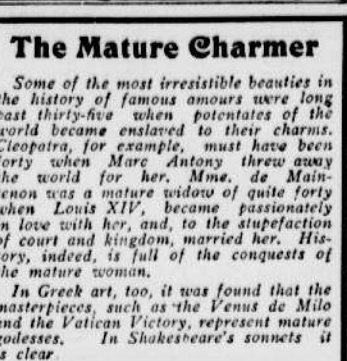 The Mature Charmer
Some of the most irresistible beauties in
the history of famous amours were long
past thirty-five when potentates of the
world became enslaved to their charms.
Cleopatra, for example, must have been
forty when Marc Antony threw away
the world for her. Mme. de Main-
tenon was a mature widow of quite forty
when Louis XIV, became passionately
in love with her, and, to the stupefaction
of court and kingdom, married her. His-
tory, indeed, is full of the conquests of
the mature woman.
In Greek art, too, it was found that the
masterpieces, such as the Venus de Milo
and the Vatican Victory, represent mature
godesses. In Shakespeare's sonnets it
is clear